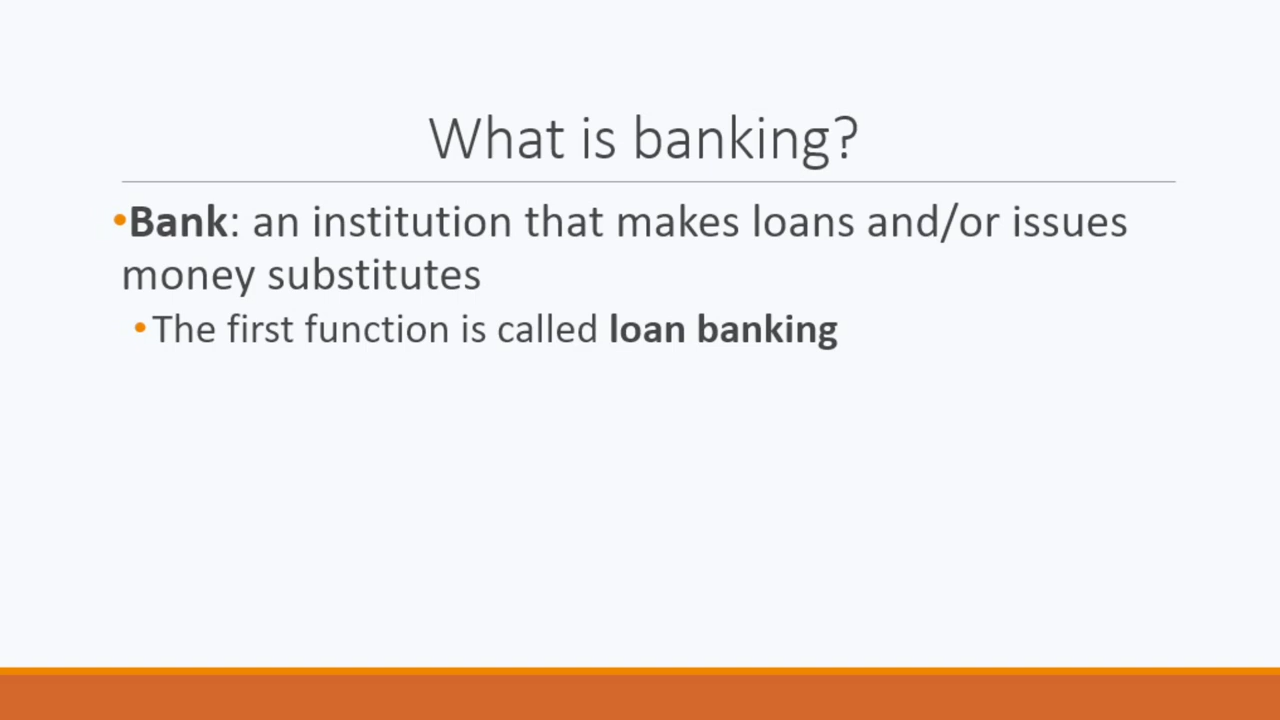 What is banking?
•Bank: an institution that makes loans and/or issues
money substitutes
•The first function is called loan banking